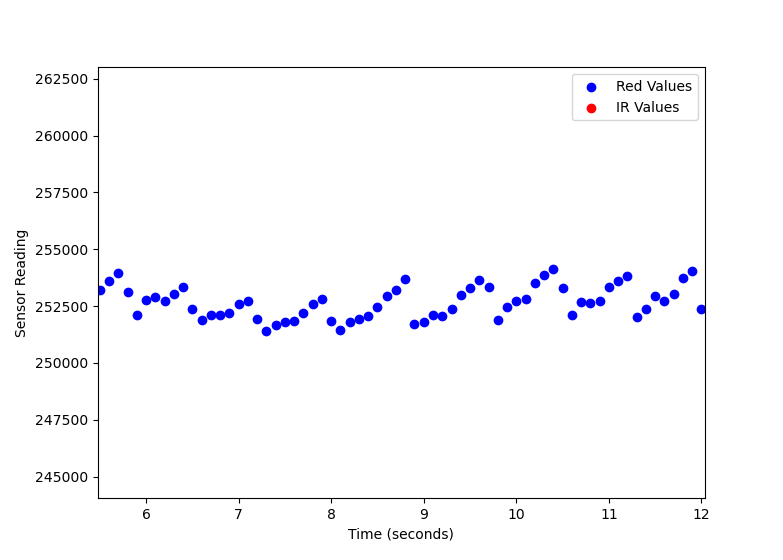 Red Values
IR Values
262500
260000
257500
255000
252500
250000
247500
245000
Sensor Reading
6 7 8 9 10 11 12
Time (seconds)